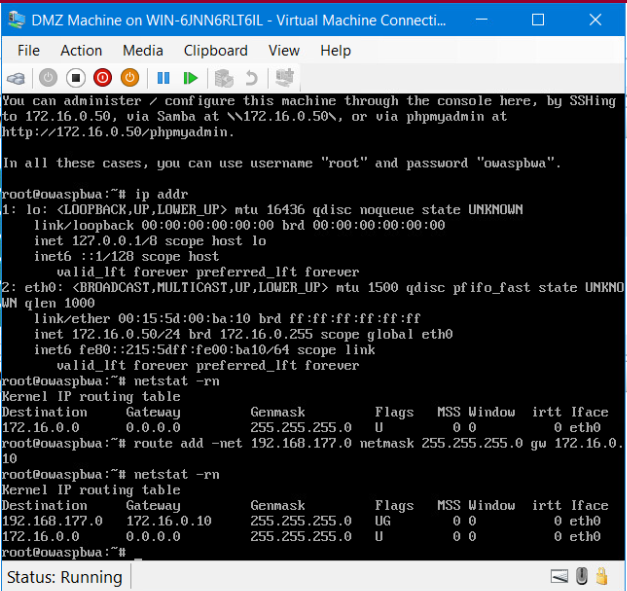 DMZ Machine on WIN-6JNN6RLT6IL - Virtual Machine Connecti...
File Action Media Clipboard View Help
You can administer / configure this machine through the console here, by SSHing
to 172.16.0.50, via Samba at \\172.16.0.50\, or via phpmyadmin at
http://172.16.0.50/phpmyadmin.
In all these cases, you can use username "root" and password "owaspbwa".
root@owaspbwa:~# ip addr
1: lo: <LOOPBACK,UP,LOWER_UP> mtu 16436 qdisc noqueue state UNKNOWN
link/loopback 00:00:00:00:00:00 brd 00:00:00:00:00:00
inet 127.0.0.1/8 scope host lo
inet6 ::1/128 scope host
valid_lft forever preferred_lft forever
2: eth0: <BROADCAST,MULTICAST,UP,LOWER_UP> mtu 1500 qdisc pfifo_fast state UNKNO
WN qlen 1000
link/ether 00:15:5d:00:ba:10 brd ff:ff:ff:ff:ff:ff
inet 172.16.0.50/24 brd 172.16.0.255 scope global eth0
inet6 fe80::215:5dff:fe00:ba10/64 scope link
valid_lft forever preferred_lft forever
root@owaspbwa:~# netstat -rn
Kernel IP routing table
Destination Gateway Genmask Flags MSS Window irtt Iface
172.16.0.0 0.0.0.0 255.255.255.0 U 0 0 0 eth0
root@owaspbwa:~# route add -net 192.168.177.0 netmask 255.255.255.0 gw 172.16.0.
10
root@owaspbwa:~# netstat -rn
Kernel IP routing table
Destination Gateway Genmask Flags MSS Window irtt Iface
192.168.177.0 172.16.0.10 255.255.255.0 UG 0 0 0 eth0
172.16.0.0 0.0.0.0 255.255.255.0 U 0 0 0 eth0
root@owaspbwa:~# _
Status: Running